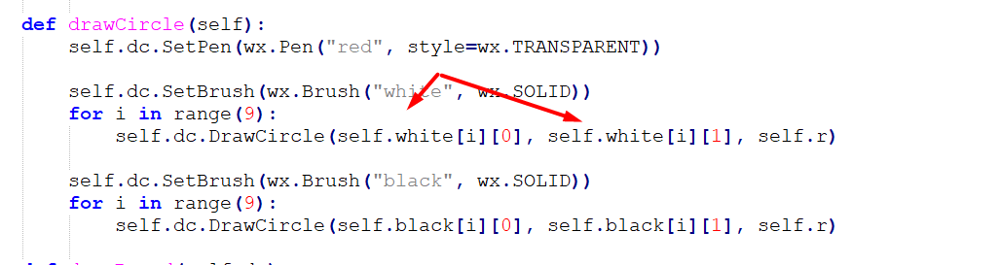 def drawCircle(self):
    self.dc.SetPen(wx.Pen("red", style=wx.TRANSPARENT))
    self.dc.SetBrush(wx.Brush("white", wx.SOLID))
    for i in range(9):
        self.dc.DrawCircle(self.white[i][0], self.white[i][1], self.r)
    self.dc.SetBrush(wx.Brush("black", wx.SOLID))
    for i in range(9):
        self.dc.DrawCircle(self.black[i][0], self.black[i][1], self.r)